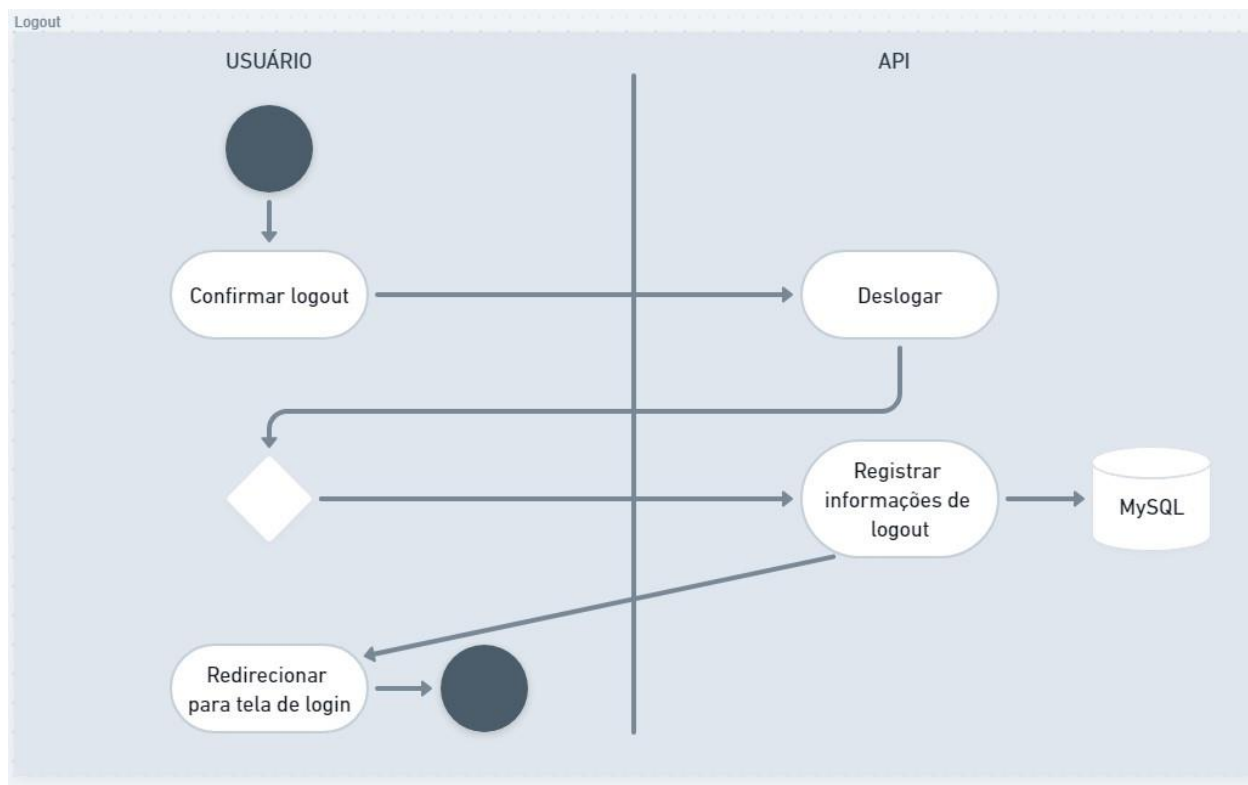 Logout
USUÁRIO
API
Confirmar logout
Deslogar
Registrar
informações de
logout
MySQL
Redirecionar
para tela de login